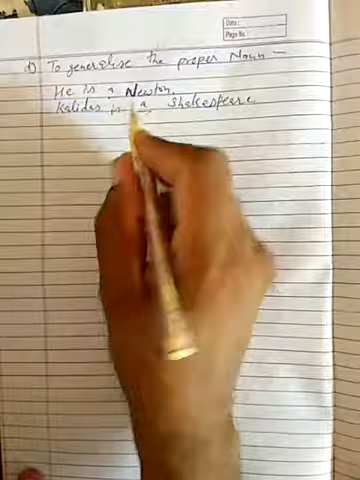 Date:
Page No.:
d) To generalise the proper Noun -
He is a Newton.
Kalidas is a Shakespeare